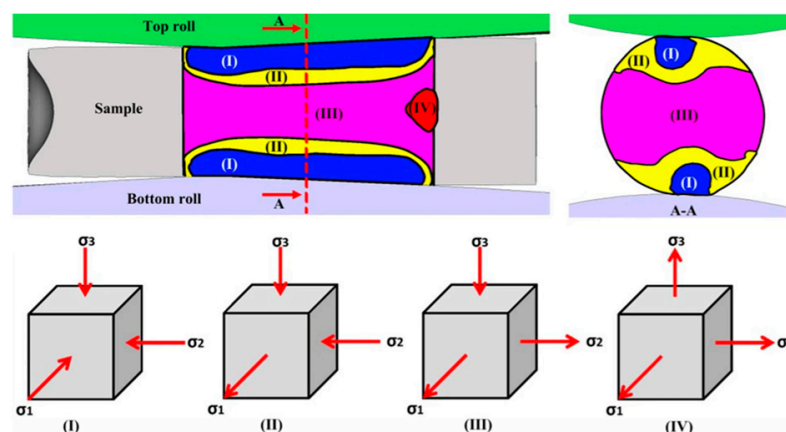 Top roll
A
(I)
(II)
Sample
(III)
(IV)
(II)
(I)
Bottom roll
A
(I)
(II)
(III)
(I)
(II)
A-A
σ3
σ2
σ1
(I)
σ3
σ2
σ1
(II)
σ3
σ2
σ1
(III)
σ3
σ
σ1
(IV)